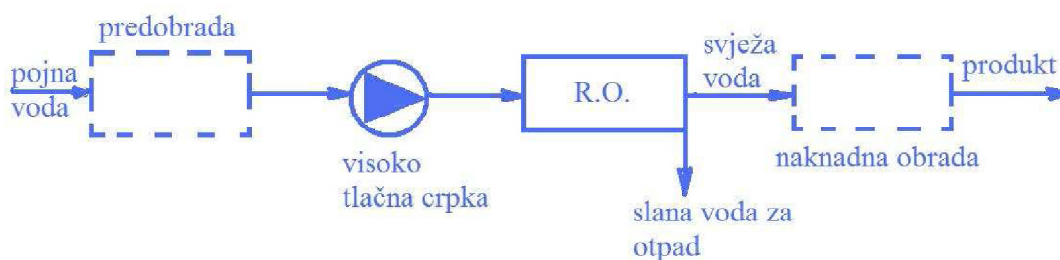 predobrada
pojna
voda
visoko
tlačna crpka
R.O.
svježa
voda
slana voda za
otpad
naknadna obrada
produkt